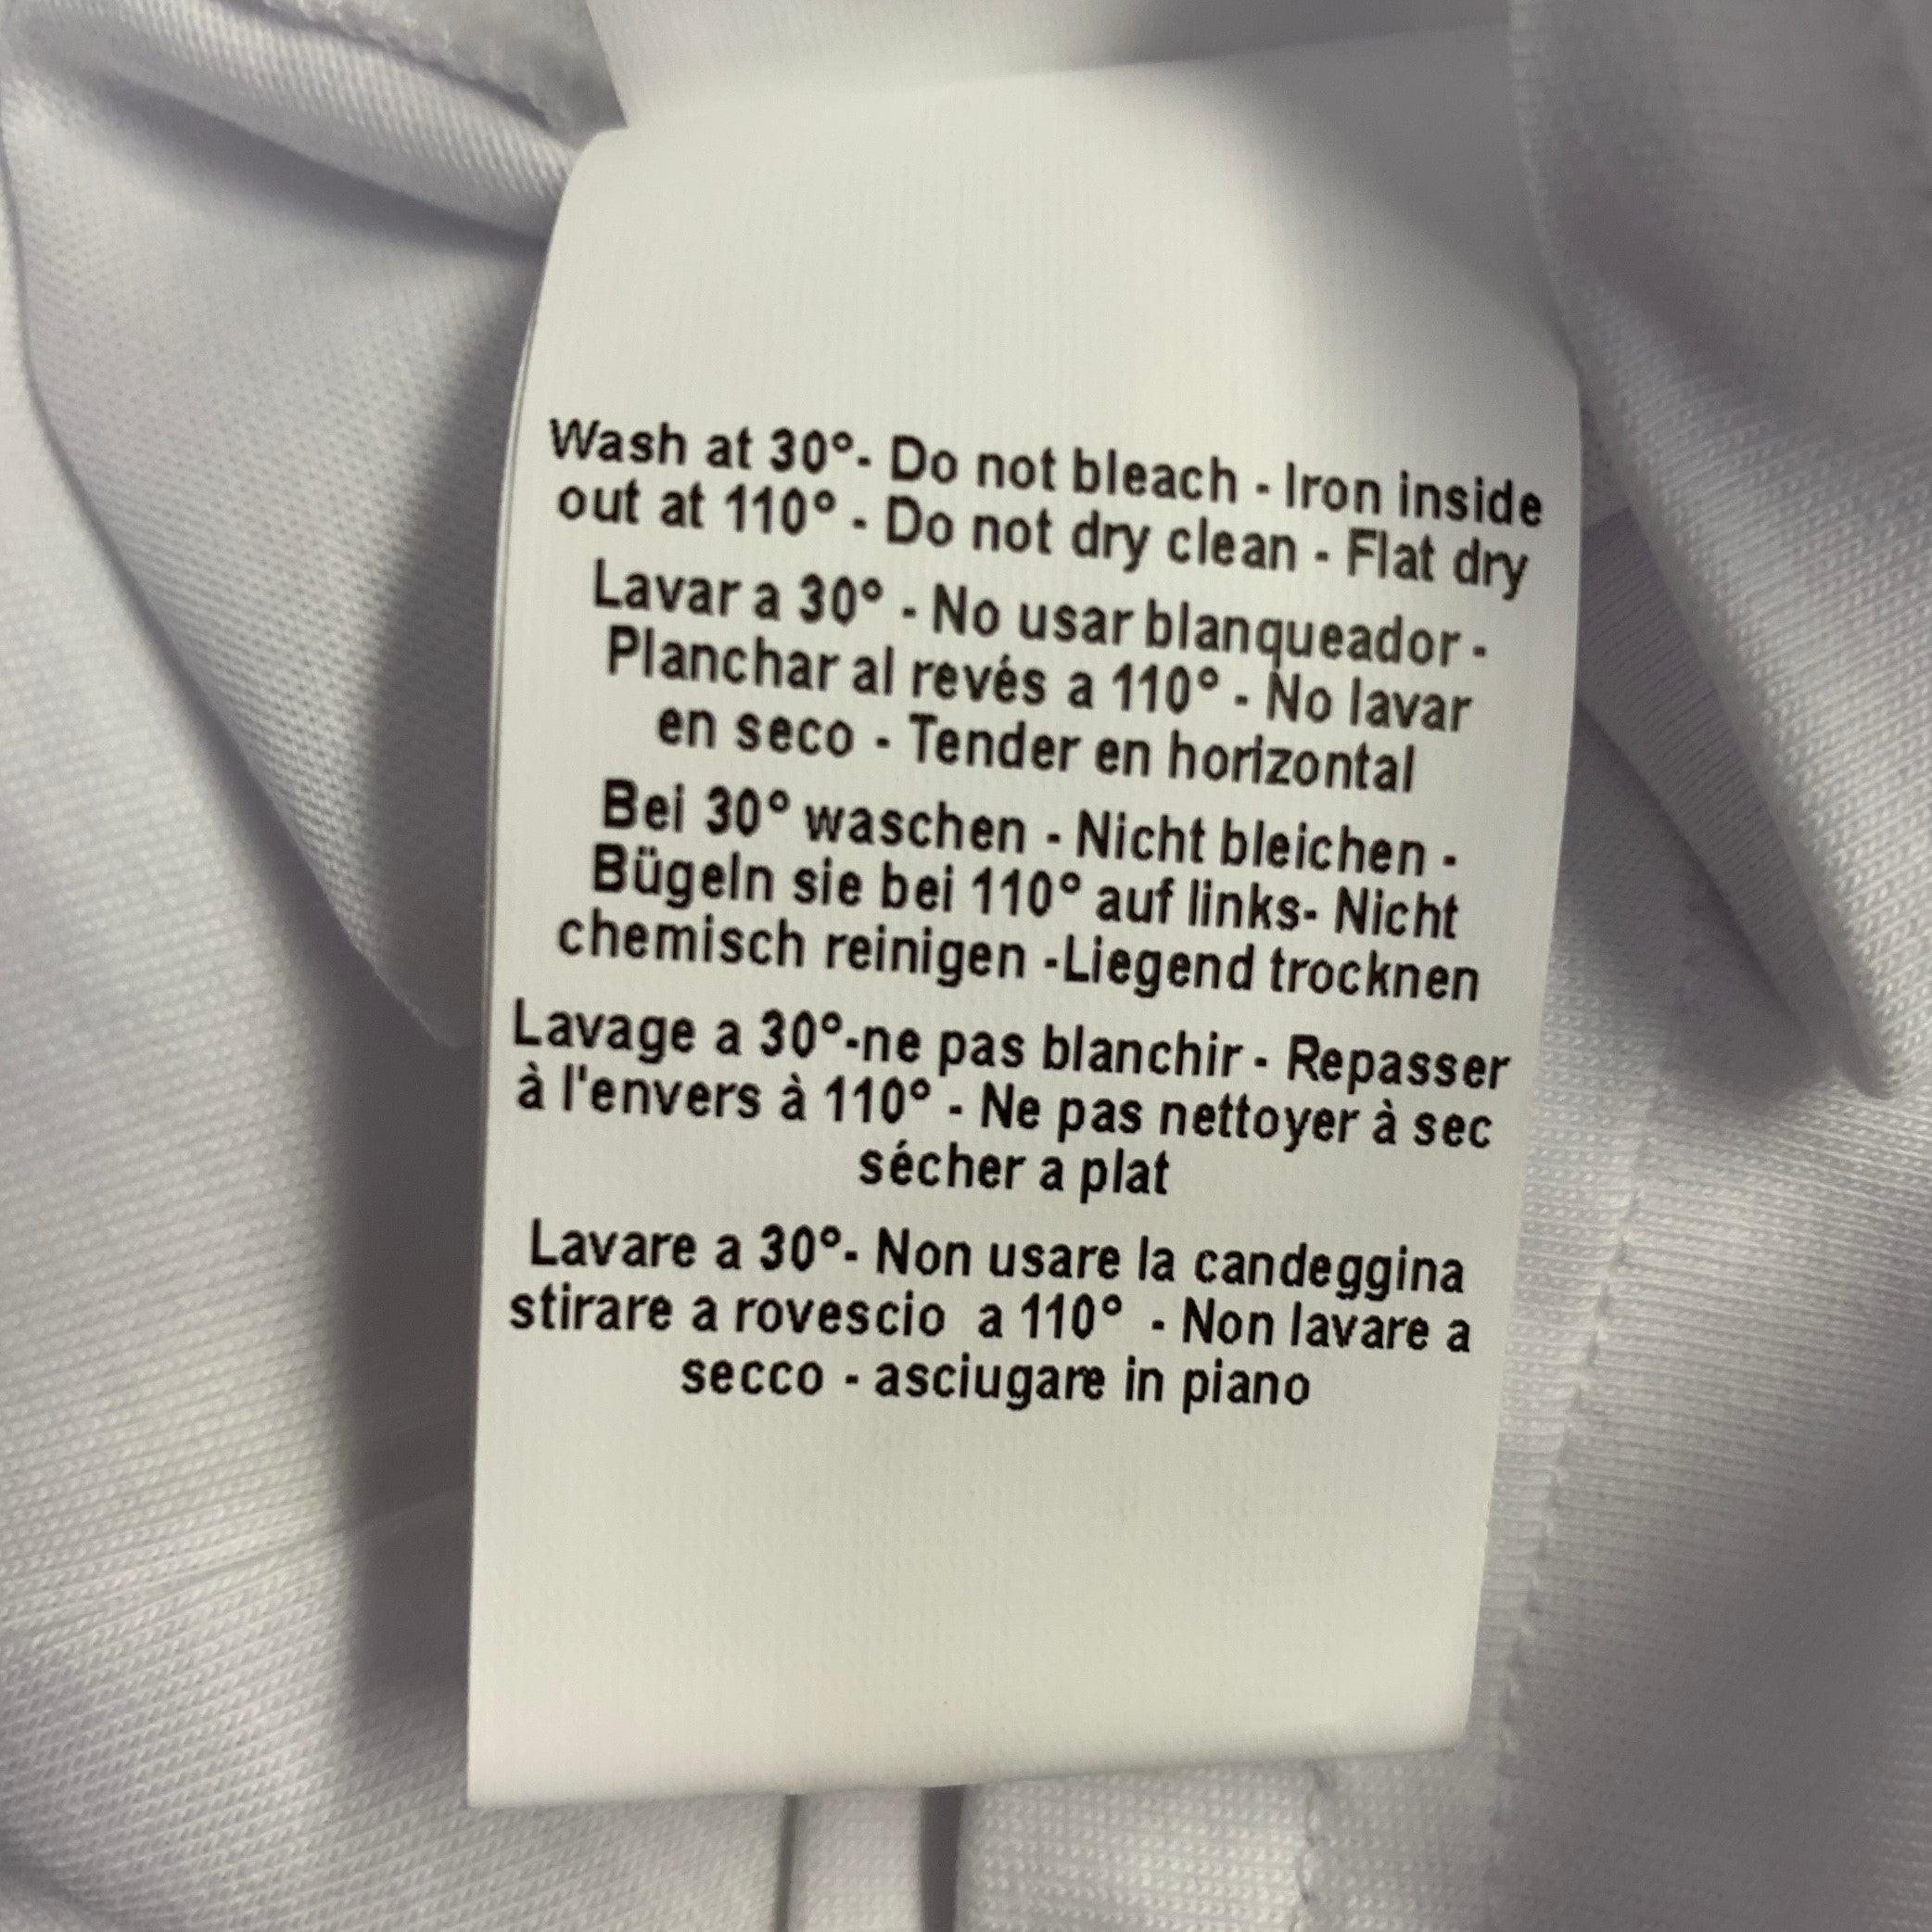 Wash at 30°- Do not bleach - Iron inside
out at 110° - Do not dry clean - Flat dry
Lavar a 30° - No usar blanqueador -
Planchar al revés a 110° - No lavar
en seco - Tender en horizontal
Bei 30° waschen - Nicht bleichen -
Bügeln sie bei 110° auf links- Nicht
chemisch reinigen -Liegend trocknen
Lavage a 30°-ne pas blanchir - Repasser
à l'envers à 110° - Ne pas nettoyer à sec
sécher a plat
Lavare a 30°- Non usare la candeggina
stirare a rovescio  a 110°  - Non lavare a
secco - asciugare in piano